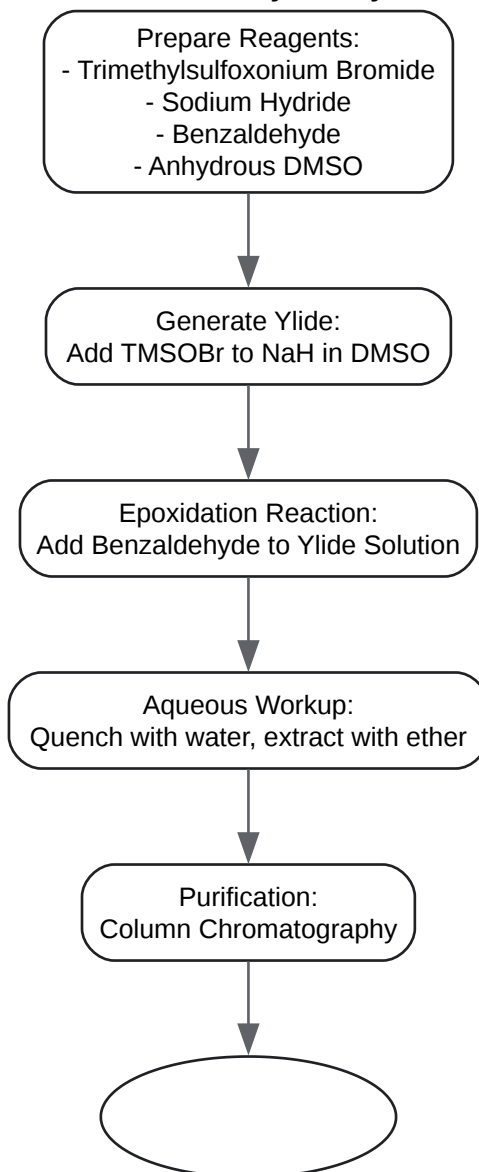 Prepare Reagents:
- Trimethylsulfoxonium Bromide
- Sodium Hydride
- Benzaldehyde
- Anhydrous DMSO
Generate Ylide:
Add TMSOBr to NaH in DMSO
Epoxidation Reaction:
Add Benzaldehyde to Ylide Solution
Aqueous Workup:
Quench with water, extract with ether
Purification:
Column Chromatography